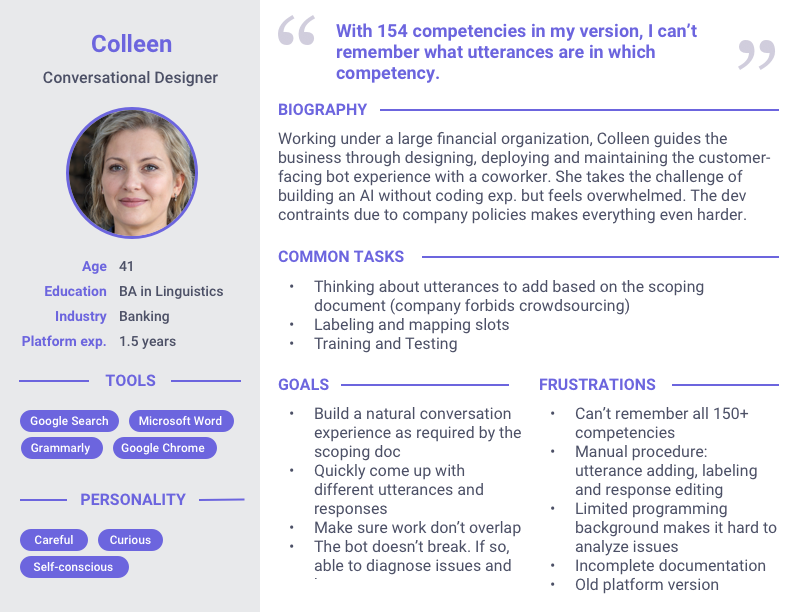 Colleen
Conversational Designer
Age 41
Education BA in Linguistics
Industry Banking
Platform exp. 1.5 years
TOOLS
Google Search Microsoft Word
Grammarly Google Chrome
PERSONALITY
Careful Curious
Self-conscious
“ With 154 competencies in my version, I can’t
remember what utterances are in which
competency. ”
BIOGRAPHY
Working under a large financial organization, Colleen guides the
business through designing, deploying and maintaining the customer-
facing bot experience with a coworker. She takes the challenge of
building an AI without coding exp. but feels overwhelmed. The dev
contraints due to company policies makes everything even harder.
COMMON TASKS
• Thinking about utterances to add based on the scoping
document (company forbids crowdsourcing)
• Labeling and mapping slots
• Training and Testing
GOALS
• Build a natural conversation
experience as required by the
scoping doc
• Quickly come up with
different utterances and
responses
• Make sure work don’t overlap
• The bot doesn’t break. If so,
able to diagnose issues and
FRUSTRATIONS
• Can’t remember all 150+
competencies
• Manual procedure:
utterance adding, labeling
and response editing
• Limited programming
background makes it hard to
analyze issues
• Incomplete documentation
• Old platform version